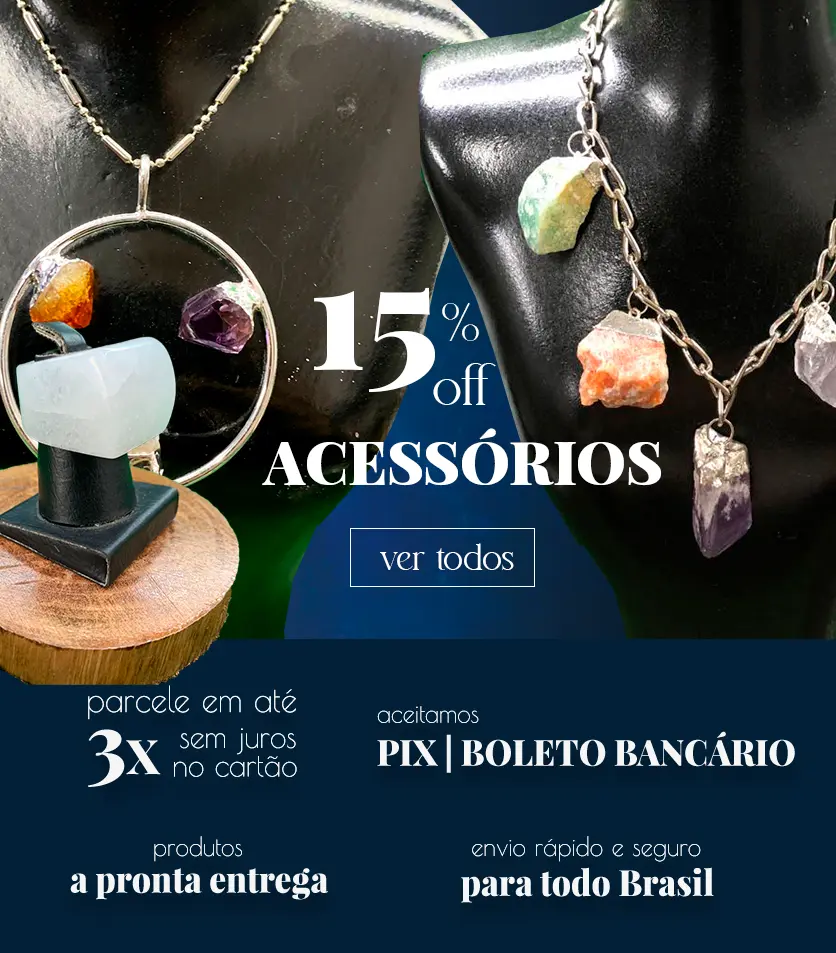 15%
off
ACESSÓRIOS
ver todos
parcele em até
3x sem juros
no cartão
aceitamos
PIX | BOLETO BANCÁRIO
produtos
a pronta entrega
envio rápido e seguro
para todo Brasil